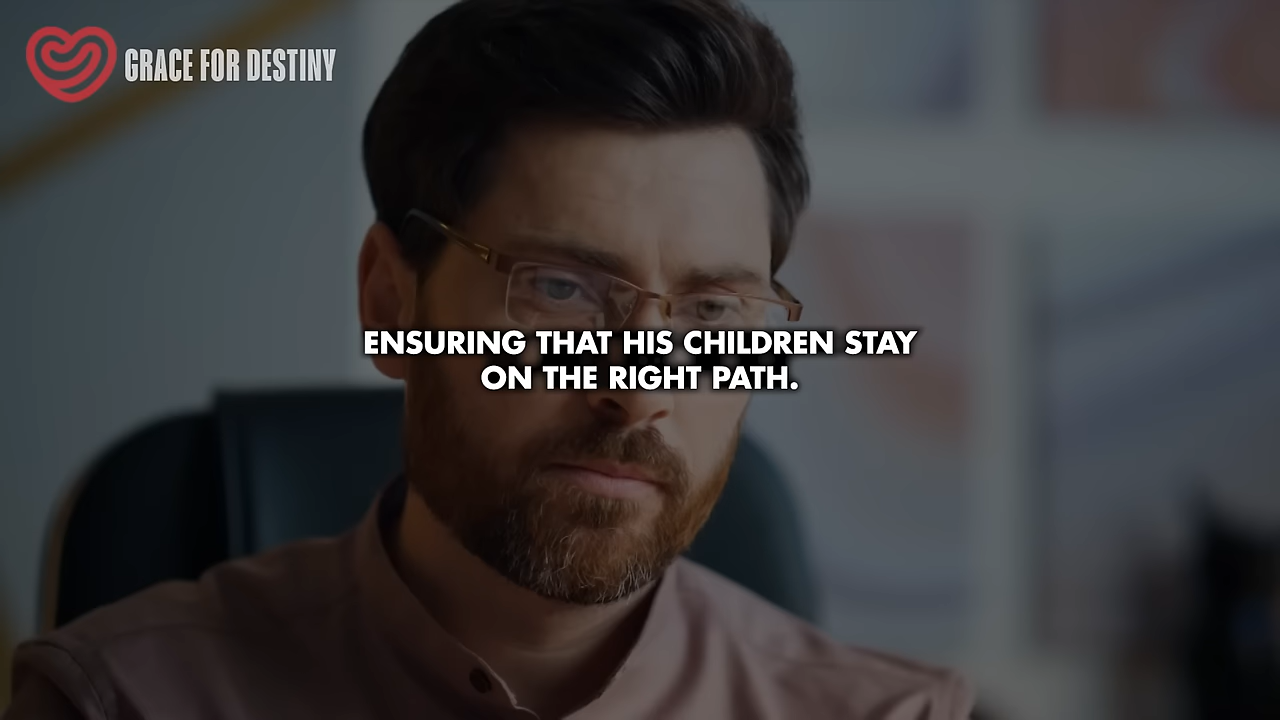 GRACE FOR DESTINY
ENSURING THAT HIS CHILDREN STAY
ON THE RIGHT PATH.